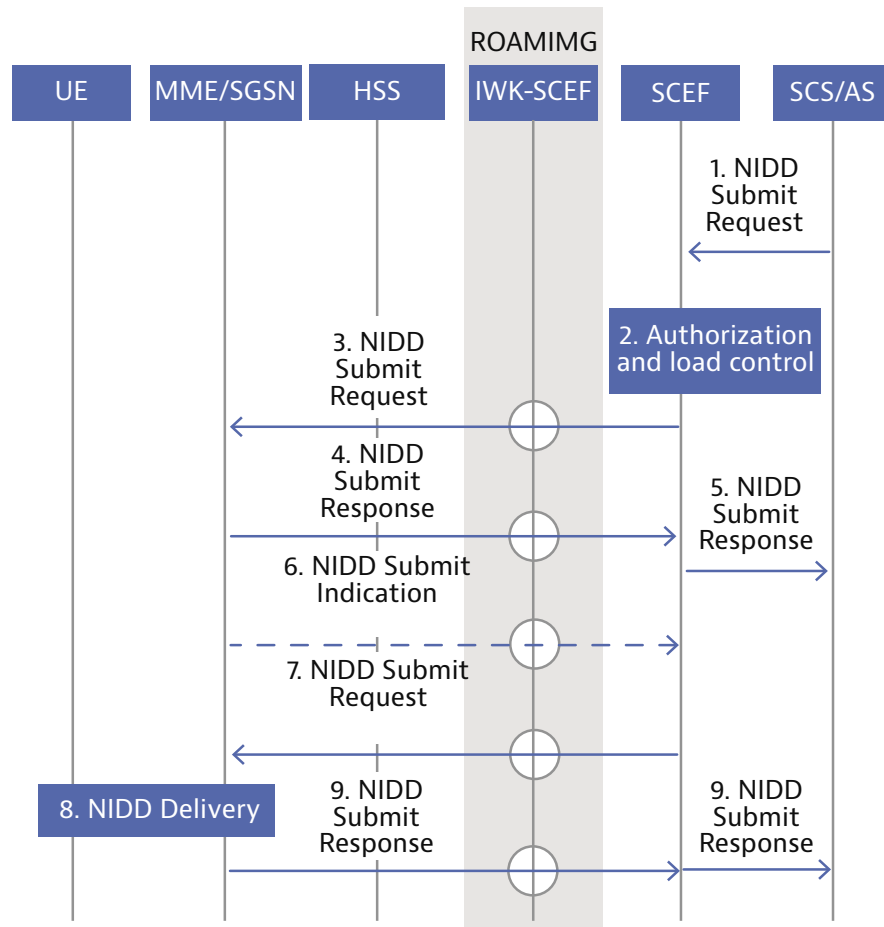 ROAMIMG
UE
MME/SGSN
HSS
IWK-SCEF
SCEF
SCS/AS
1. NIDD
Submit
Request
2. Authorization
and load control
3. NIDD
Submit
Request
4. NIDD
Submit
Response
5. NIDD
Submit
Response
6. NIDD Submit
Indication
7. NIDD Submit
Request
8. NIDD Delivery
9. NIDD
Submit
Response
9. NIDD
Submit
Response